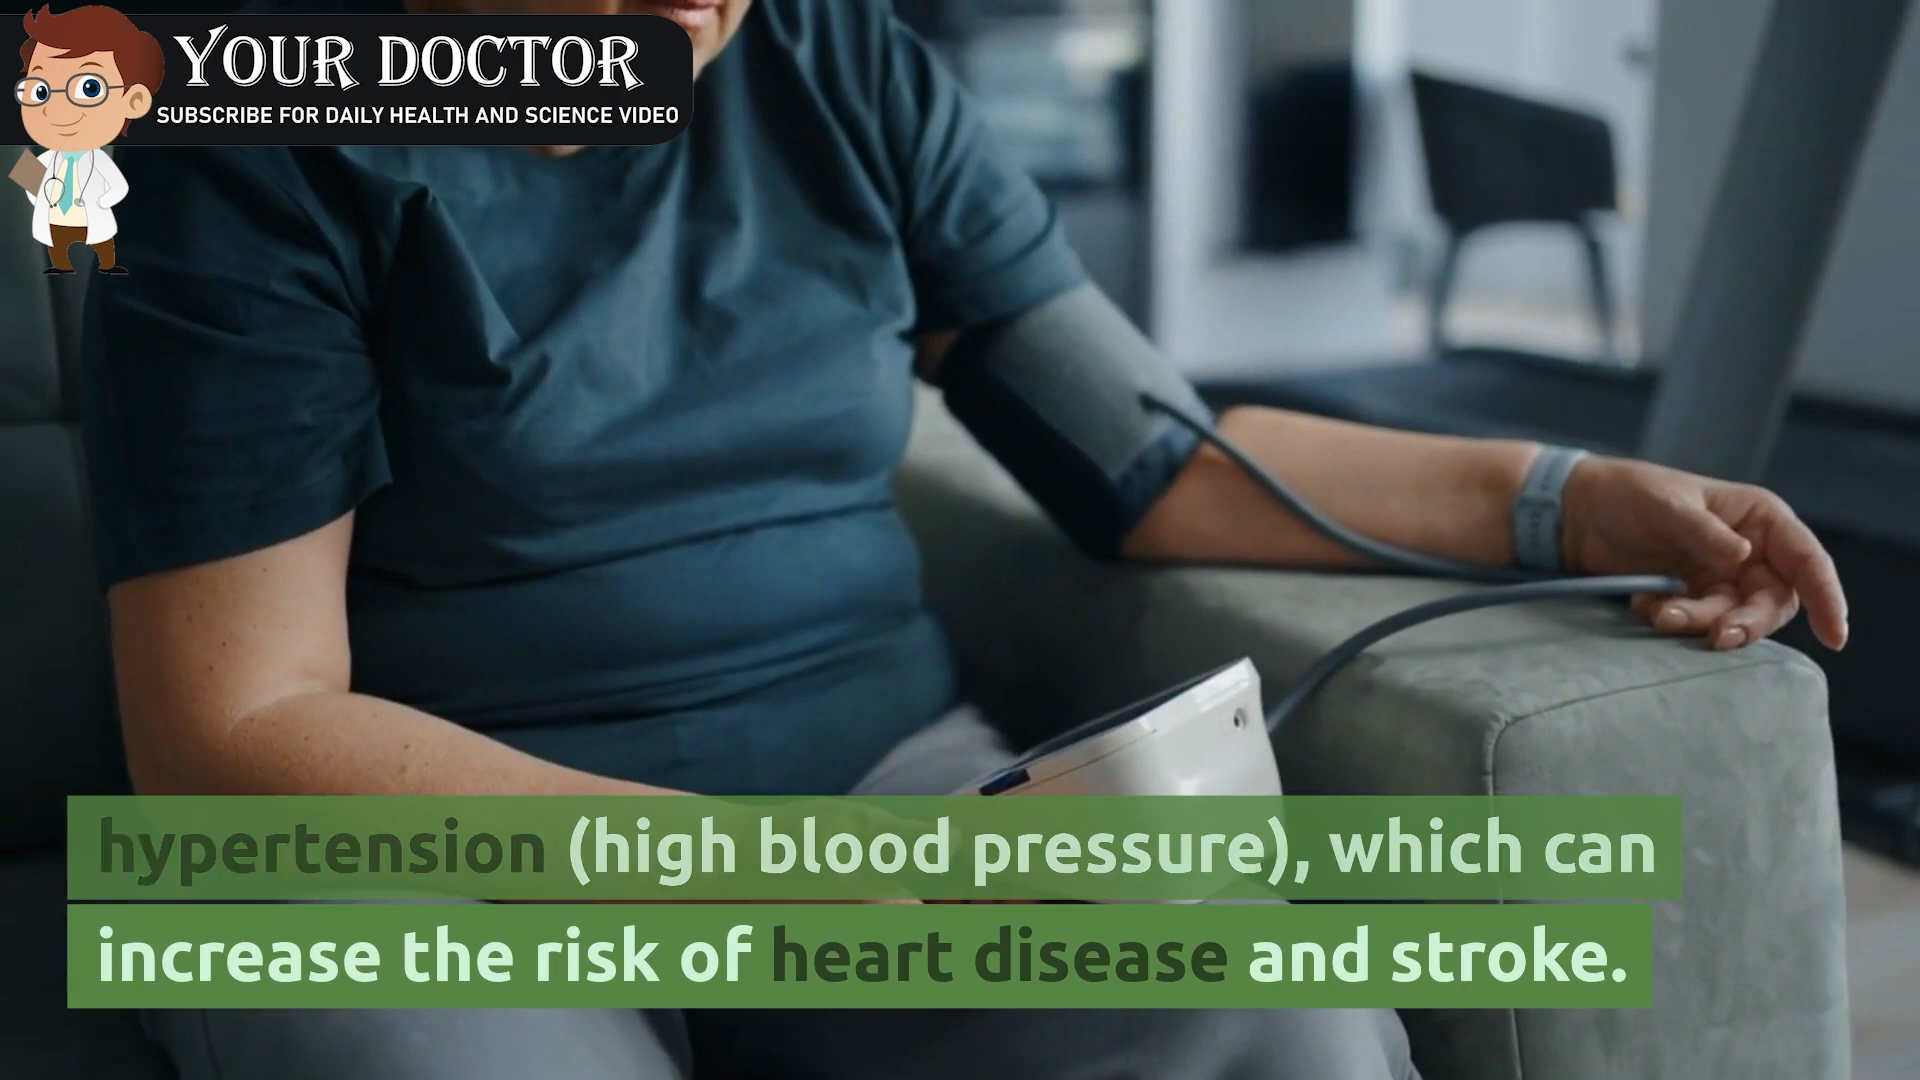 YOUR DOCTOR
SUBSCRIBE FOR DAILY HEALTH AND SCIENCE VIDEO
hypertension (high blood pressure), which can
increase the risk of heart disease and stroke.